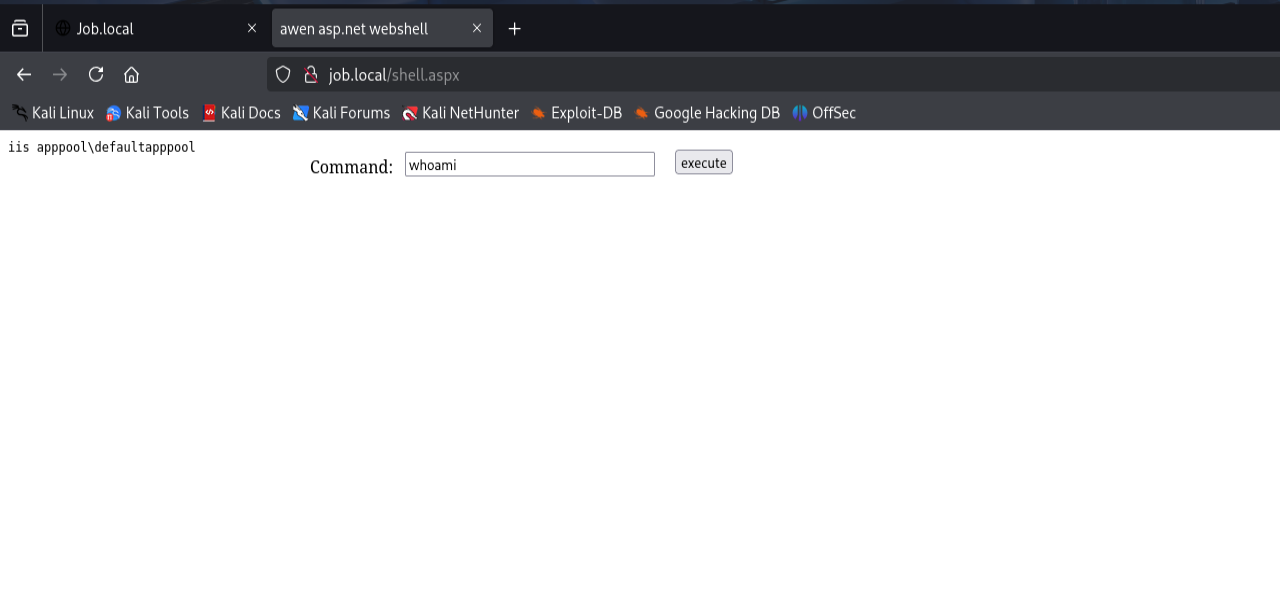 Job.local
awen asp.net webshell
job.local/shell.aspx
Kali Linux Kali Tools Kali Docs Kali Forums Kali NetHunter Exploit-DB Google Hacking DB OffSec
iis apppool\defaultapppool
Command: whoami execute